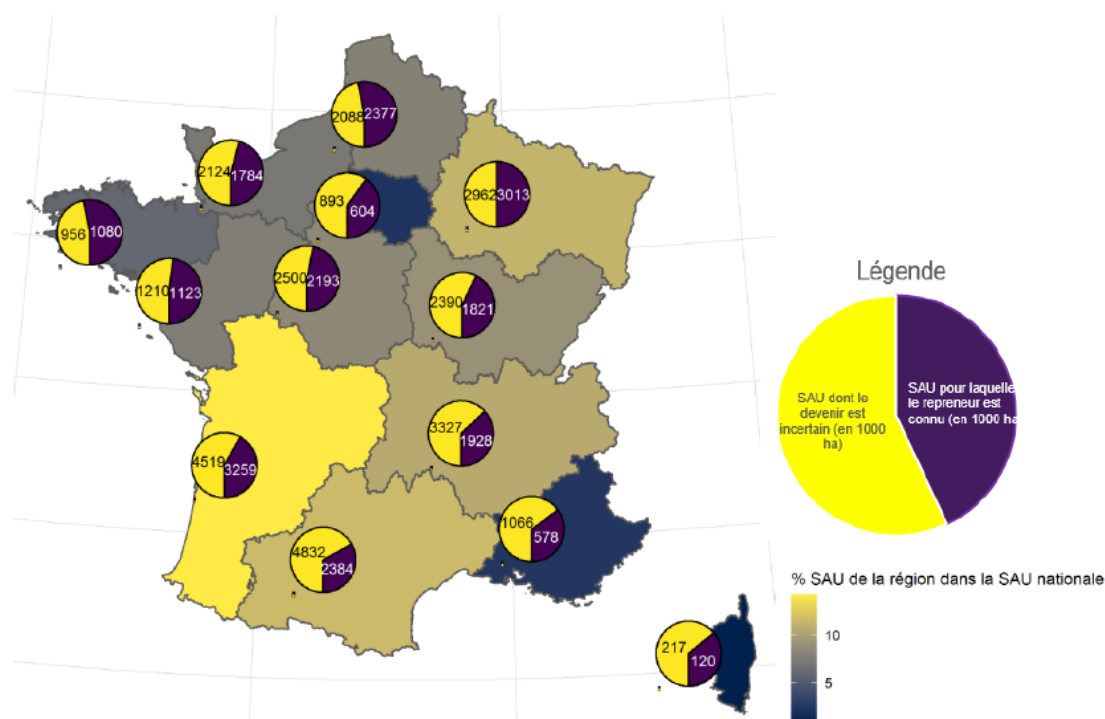 2088 2377
2124 1784
893 604
2962 3013
956 1080
1210 1123
2500 2193
2390 1821
3327 1928
4519 3259
1066 578
4832 2384
217 120
Légende
SAU dont le
devenir est
incertain (en 1000
ha)
SAU pour laquelle
le repreneur est
connu (en 1000 ha
% SAU de la région dans la SAU nationale
10
5